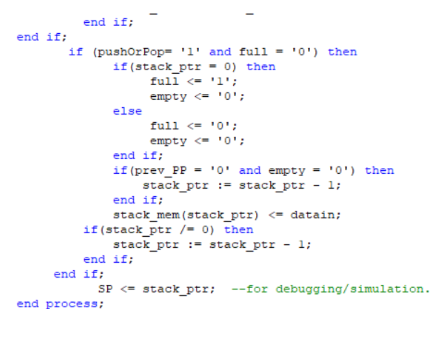 end if;
end if;
if (pushOrPop= '1' and full = '0') then
if(stack_ptr = 0) then
full <= '1';
empty <= '0';
else
full <= '0';
empty <= '0';
end if;
if(prev_PP = '0' and empty = '0') then
stack_ptr := stack_ptr - 1;
end if;
stack_mem(stack_ptr) <= datain;
if(stack_ptr /= 0) then
stack_ptr := stack_ptr - 1;
end if;
end if;
SP <= stack_ptr;  --for debugging/simulation.
end process;